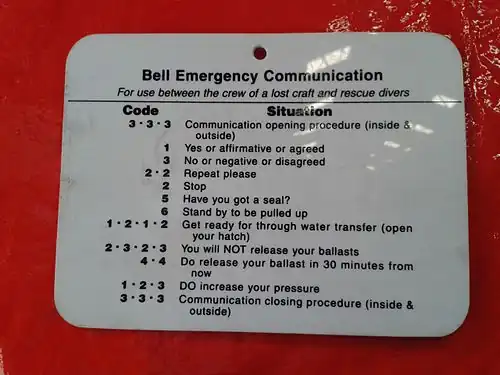 Bell Emergency Communication
For use between the crew of a lost craft and rescue divers
Code Situation
3·3·3 Communication opening procedure (inside &
outside)
1 Yes or affirmative or agreed
3 No or negative or disagreed
2·2 Repeat please
2 Stop
5 Have you got a seal?
6 Stand by to be pulled up
1·2·1·2 Get ready for through water transfer (open
your hatch)
2·3·2·3 You will NOT release your ballasts
4·4 Do release your ballast in 30 minutes from
now
1·2·3 DO increase your pressure
3·3·3 Communication closing procedure (inside &
outside)